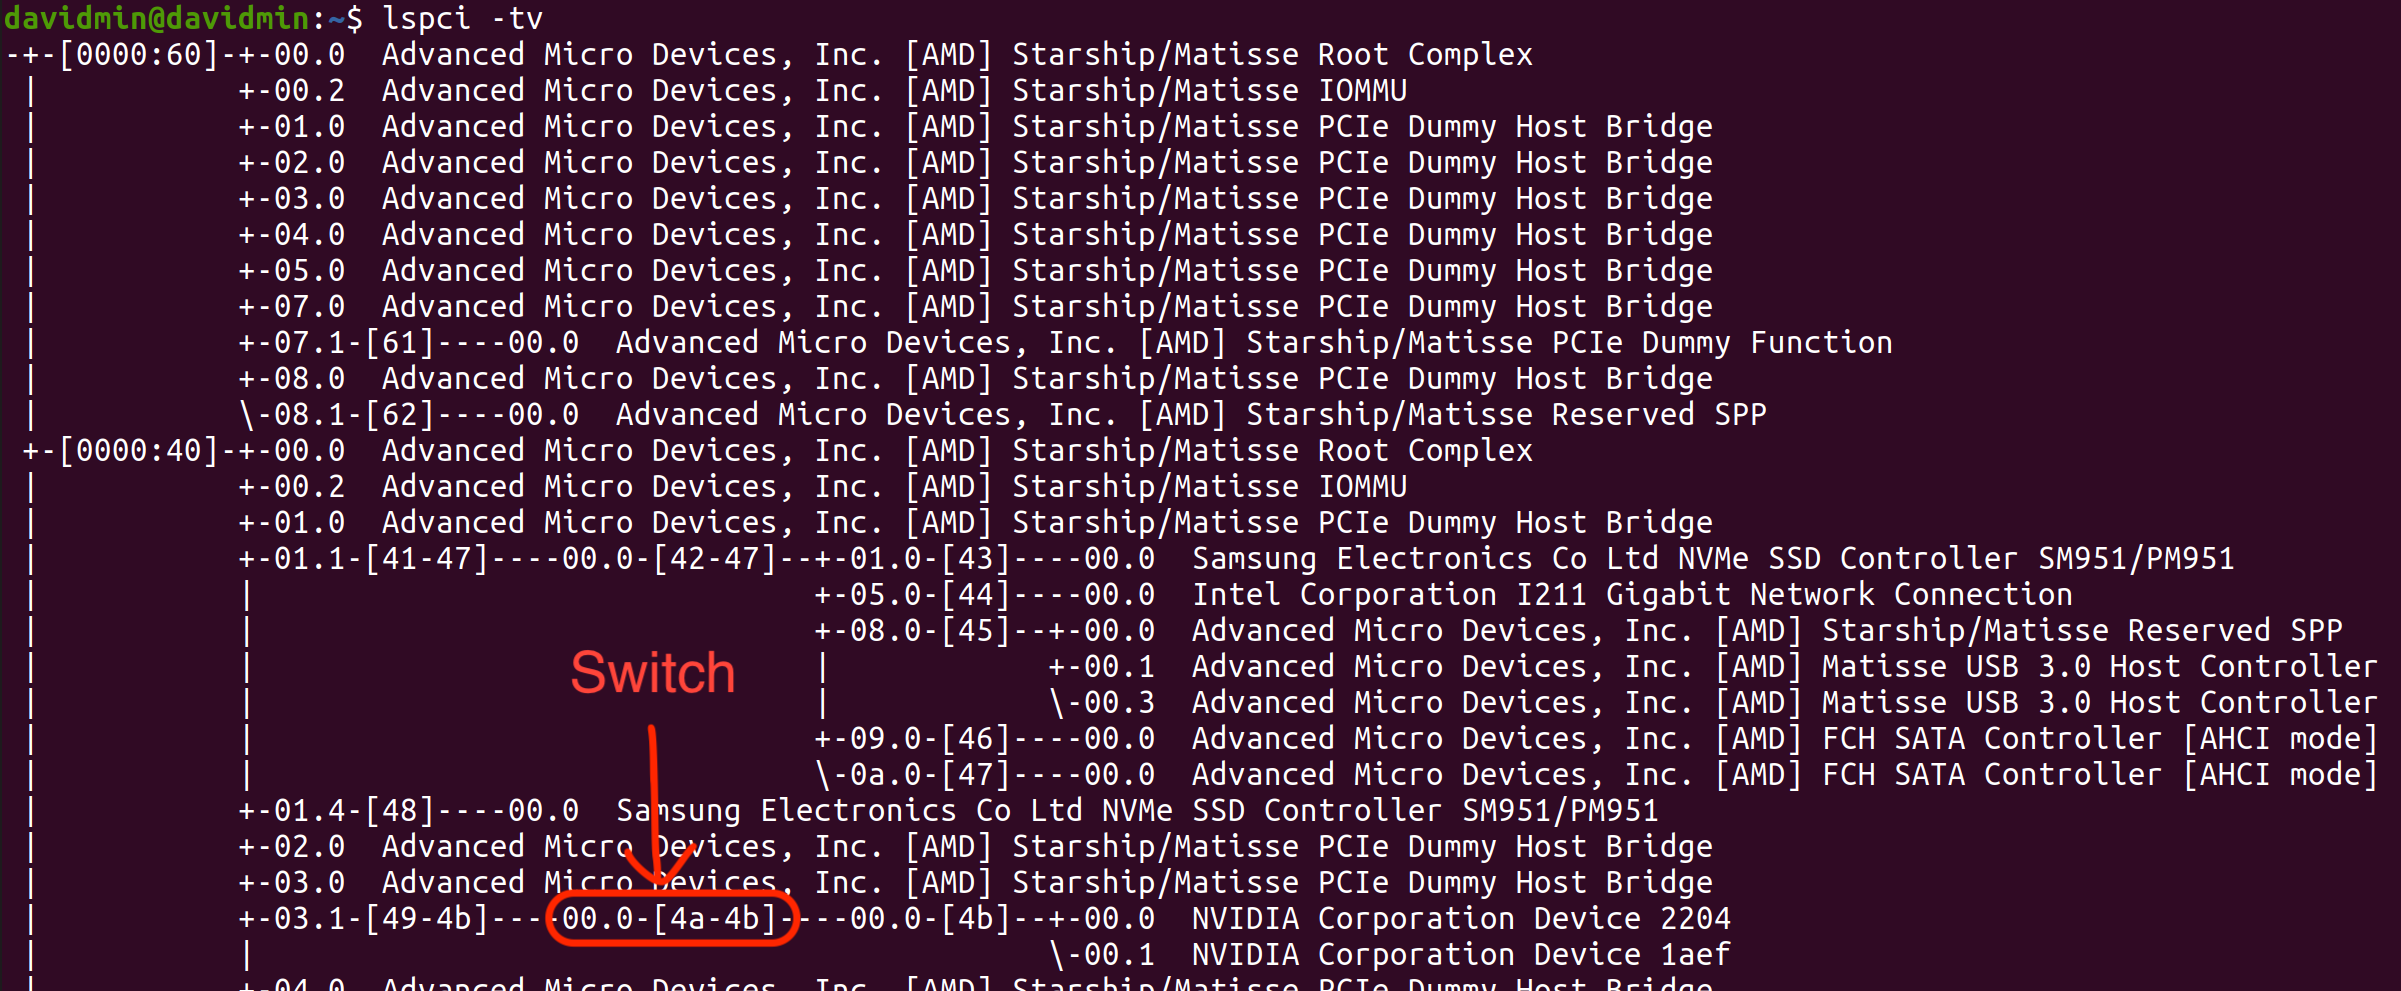 davidmin@davidmin:~$ lspci -tv
-+-[0000:60]-+-00.0  Advanced Micro Devices, Inc. [AMD] Starship/Matisse Root Complex
 |           +-00.2  Advanced Micro Devices, Inc. [AMD] Starship/Matisse IOMMU
 |           +-01.0  Advanced Micro Devices, Inc. [AMD] Starship/Matisse PCIe Dummy Host Bridge
 |           +-02.0  Advanced Micro Devices, Inc. [AMD] Starship/Matisse PCIe Dummy Host Bridge
 |           +-03.0  Advanced Micro Devices, Inc. [AMD] Starship/Matisse PCIe Dummy Host Bridge
 |           +-04.0  Advanced Micro Devices, Inc. [AMD] Starship/Matisse PCIe Dummy Host Bridge
 |           +-05.0  Advanced Micro Devices, Inc. [AMD] Starship/Matisse PCIe Dummy Host Bridge
 |           +-07.0  Advanced Micro Devices, Inc. [AMD] Starship/Matisse PCIe Dummy Host Bridge
 |           +-07.1-[61]----00.0  Advanced Micro Devices, Inc. [AMD] Starship/Matisse PCIe Dummy Function
 |           +-08.0  Advanced Micro Devices, Inc. [AMD] Starship/Matisse PCIe Dummy Host Bridge
 |           \-08.1-[62]----00.0  Advanced Micro Devices, Inc. [AMD] Starship/Matisse Reserved SPP
 +-[0000:40]-+-00.0  Advanced Micro Devices, Inc. [AMD] Starship/Matisse Root Complex
 |           +-00.2  Advanced Micro Devices, Inc. [AMD] Starship/Matisse IOMMU
 |           +-01.0  Advanced Micro Devices, Inc. [AMD] Starship/Matisse PCIe Dummy Host Bridge
 |           +-01.1-[41-47]----00.0-[42-47]--+-01.0-[43]----00.0  Samsung Electronics Co Ltd NVMe SSD Controller SM951/PM951
 |           |                               +-05.0-[44]----00.0  Intel Corporation I211 Gigabit Network Connection
 |           |                               +-08.0-[45]--+-00.0  Advanced Micro Devices, Inc. [AMD] Starship/Matisse Reserved SPP
 |           |                               |            +-00.1  Advanced Micro Devices, Inc. [AMD] Matisse USB 3.0 Host Controller
Switch
 |           |                               |            \-00.3  Advanced Micro Devices, Inc. [AMD] Matisse USB 3.0 Host Controller
 |           |                               +-09.0-[46]----00.0  Advanced Micro Devices, Inc. [AMD] FCH SATA Controller [AHCI mode]
 |           |                               \-0a.0-[47]----00.0  Advanced Micro Devices, Inc. [AMD] FCH SATA Controller [AHCI mode]
 |           +-01.4-[48]----00.0  Samsung Electronics Co Ltd NVMe SSD Controller SM951/PM951
 |           +-02.0  Advanced Micro Devices, Inc. [AMD] Starship/Matisse PCIe Dummy Host Bridge
 |           +-03.0  Advanced Micro Devices, Inc. [AMD] Starship/Matisse PCIe Dummy Host Bridge
 |           +-03.1-[49-4b]----00.0-[4a-4b]----00.0-[4b]--+-00.0  NVIDIA Corporation Device 2204
 |           |                                            \-00.1  NVIDIA Corporation Device 1aef
 |           +-04.0  Advanced Micro Devices, Inc. [AMD] Starship/Matisse PCIe Dummy Host Bridge